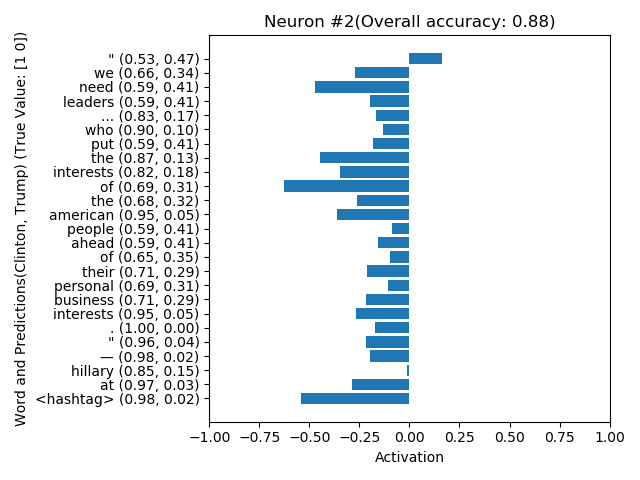 Neuron #2(Overall accuracy: 0.88)
Word and Predictions(Clinton, Trump) (True Value: [1 0])
" (0.53, 0.47)
we (0.66, 0.34)
need (0.59, 0.41)
leaders (0.59, 0.41)
... (0.83, 0.17)
who (0.90, 0.10)
put (0.59, 0.41)
the (0.87, 0.13)
interests (0.82, 0.18)
of (0.69, 0.31)
the (0.68, 0.32)
american (0.95, 0.05)
people (0.59, 0.41)
ahead (0.59, 0.41)
of (0.65, 0.35)
their (0.71, 0.29)
personal (0.69, 0.31)
business (0.71, 0.29)
interests (0.95, 0.05)
. (1.00, 0.00)
" (0.96, 0.04)
— (0.98, 0.02)
hillary (0.85, 0.15)
at (0.97, 0.03)
<hashtag> (0.98, 0.02)
−1.00 −0.75 −0.50 −0.25 0.00 0.25 0.50 0.75 1.00
Activation